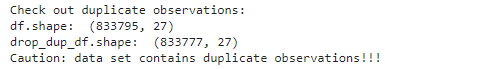 Check out duplicate observations:
df.shape:  (833795, 27)
drop_dup_df.shape:  (833777, 27)
Caution: data set contains duplicate observations!!!